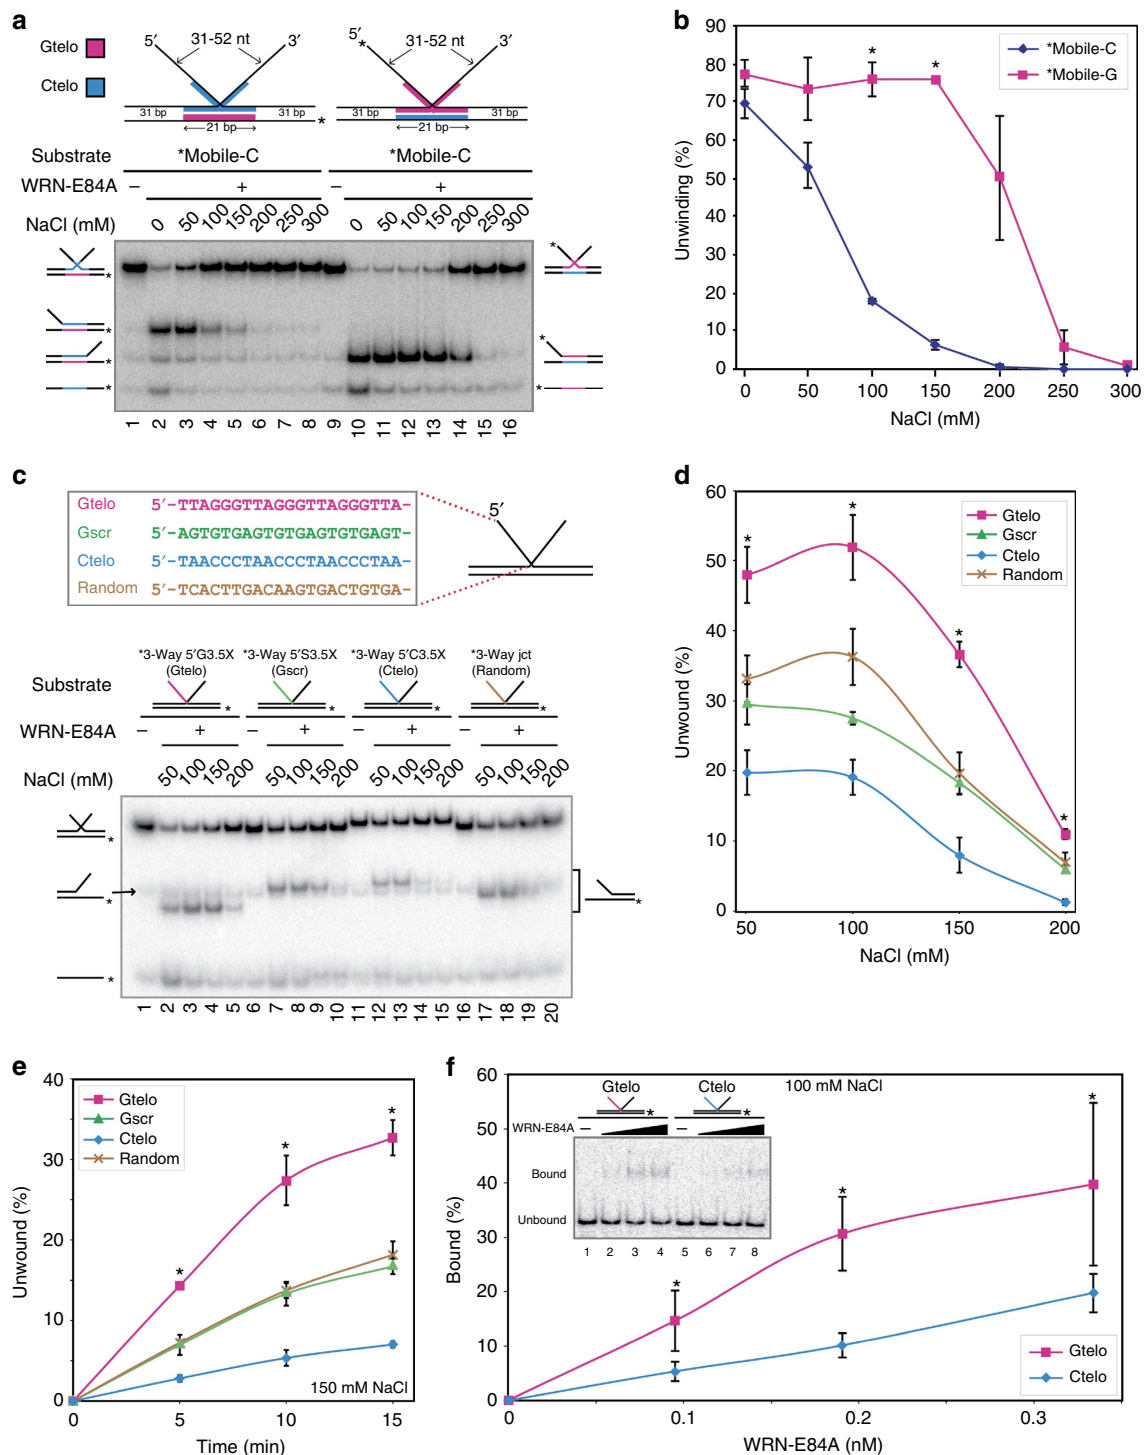 a
Gtelo
Ctelo
5′
31-52 nt
3′
31 bp
21 bp
31 bp
*
5′
*
31-52 nt
3′
31 bp
21 bp
31 bp
Substrate
*Mobile-C
*Mobile-C
WRN-E84A
−
+
−
+
NaCl (mM)
0 50 100 150 200 250 300
0 50 100 150 200 250 300
*
*
*
*
*
*
*
1 2 3 4 5 6 7 8 9 10 11 12 13 14 15 16
b
Unwinding (%)
90
80
70
60
50
40
30
20
10
0
*Mobile-C
*Mobile-G
* *
0 50 100 150 200 250 300
NaCl (mM)
c
Gtelo 5′-TTAGGGTTAGGGTTAGGGTTA-
Gscr 5′-AGTGTGAGTGTGAGTGTGAGT-
Ctelo 5′-TAACCCTAACCCTAACCCTAA-
Random 5′-TCACTTGACAAGTGACTGTGA-
5′
*3-Way 5′G3.5X
(Gtelo)
*3-Way 5′S3.5X
(Gscr)
*3-Way 5′C3.5X
(Ctelo)
*3-Way jct
(Random)
Substrate
* * * *
WRN-E84A
− + − + − + − +
NaCl (mM)
50 100 150 200
50 100 150 200
50 100 150 200
50 100 150 200
*
*
*
*
1 2 3 4 5 6 7 8 9 10 11 12 13 14 15 16 17 18 19 20
d
Unwound (%)
60
50
40
30
20
10
0
Gtelo
Gscr
Ctelo
Random
* * * *
50 100 150 200
NaCl (mM)
e
Unwound (%)
40
30
20
10
0
Gtelo
Gscr
Ctelo
Random
* * *
150 mM NaCl
0 5 10 15
Time (min)
f
Bound (%)
60
50
40
30
20
10
0
Gtelo
Ctelo
100 mM NaCl
* *
WRN-E84A
− −
Bound
Unbound
1 2 3 4 5 6 7 8
* * *
Gtelo
Ctelo
0 0.1 0.2 0.3
WRN-E84A (nM)